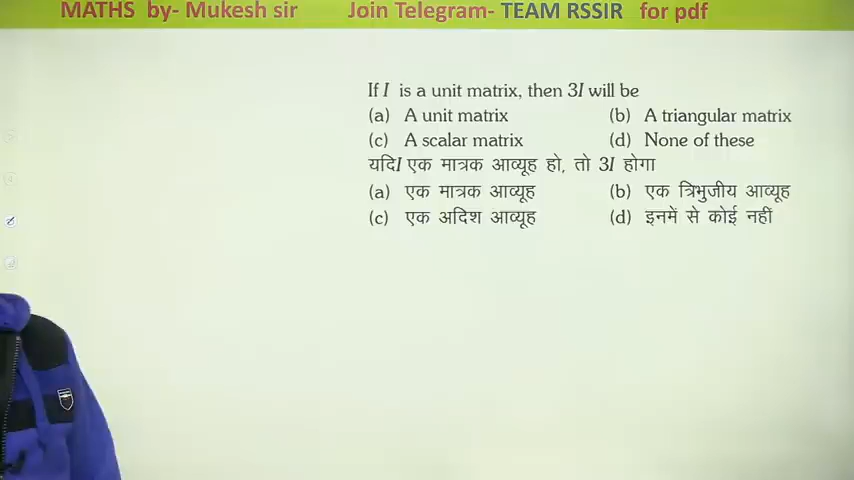 MATHS by- Mukesh sir Join Telegram- TEAM RSSIR for pdf
If I is a unit matrix, then 3I will be
(a) A unit matrix (b) A triangular matrix
(c) A scalar matrix (d) None of these
यदि I एक मात्रक आव्यूह हो, तो 3I होगा
(a) एक मात्रक आव्यूह (b) एक त्रिभुजीय आव्यूह
(c) एक अदिश आव्यूह (d) इनमें से कोई नहीं